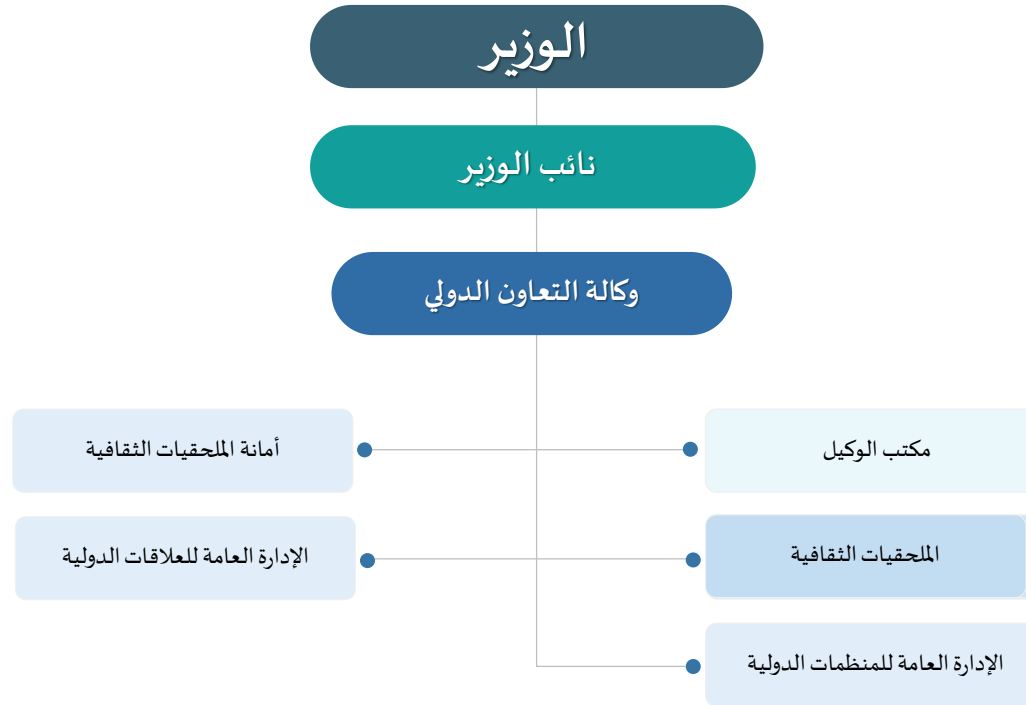 الوزير
نائب الوزير
وكالة التعاون الدولي
مكتب الوكيل
أمانة الملحقيات الثقافية
الملحقيات الثقافية
الإدارة العامة للعلاقات الدولية
الإدارة العامة للمنظمات الدولية